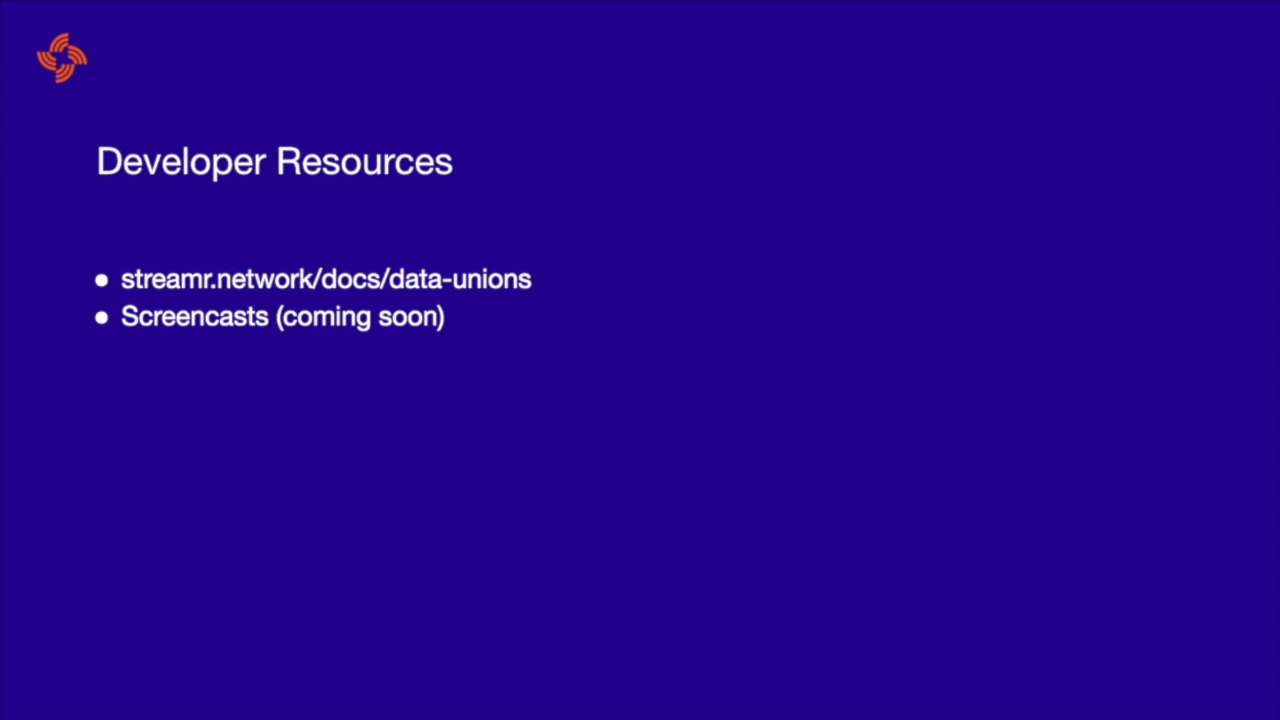 Developer Resources
● streamr.network/docs/data-unions
● Screencasts (coming soon)